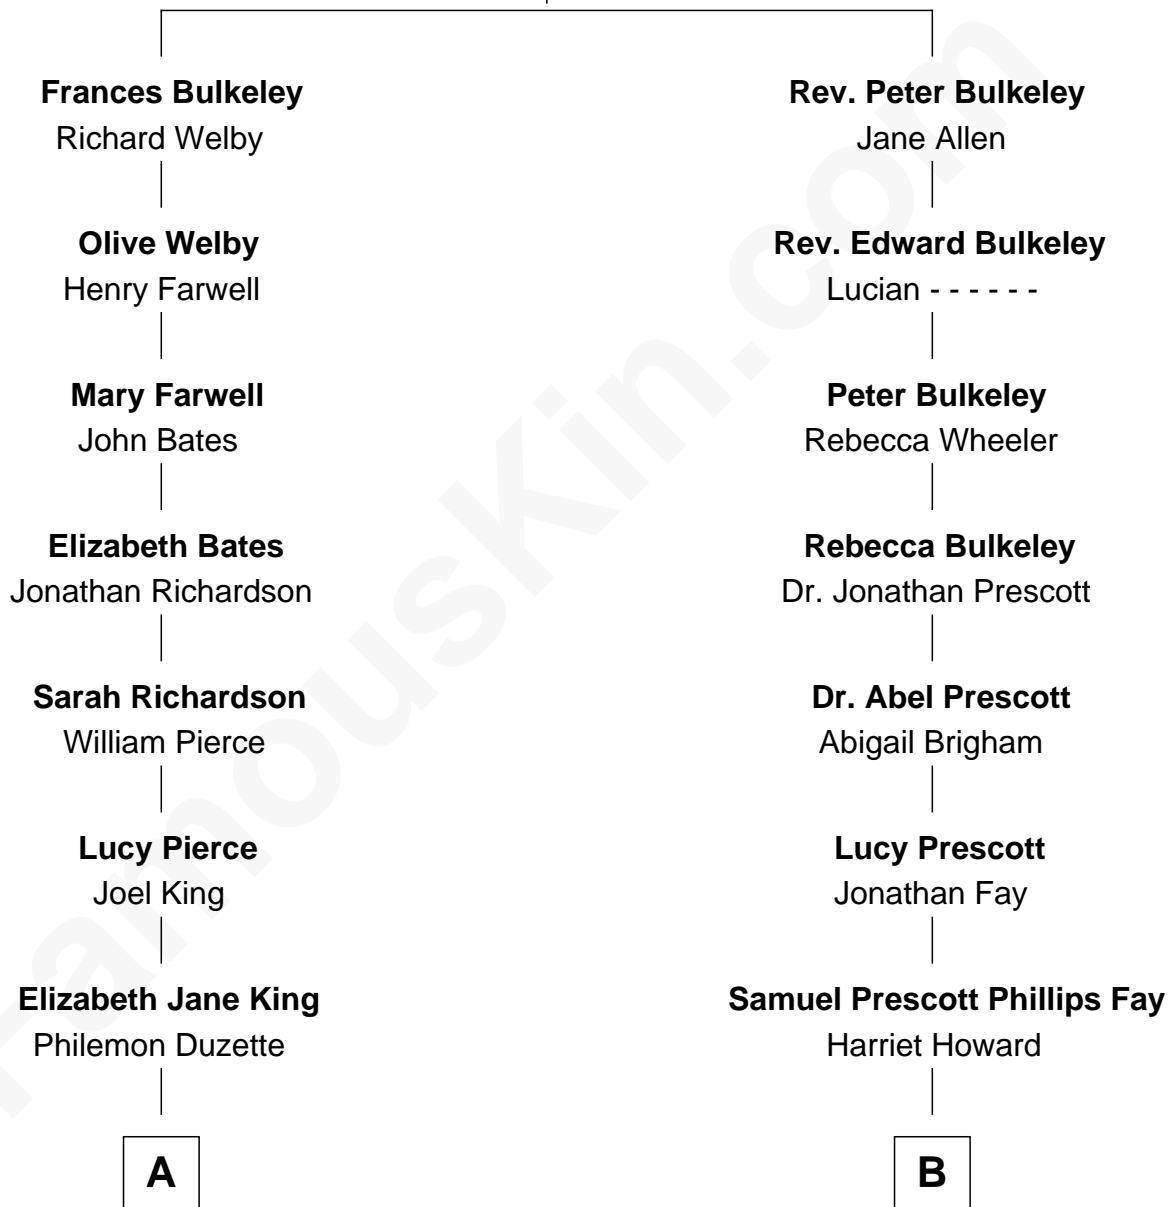 Frances Bulkeley
Richard Welby
Olive Welby
Henry Farwell
Mary Farwell
John Bates
Elizabeth Bates
Jonathan Richardson
Sarah Richardson
William Pierce
Lucy Pierce
Joel King
Elizabeth Jane King
Philemon Duzette
A
Rev. Peter Bulkeley
Jane Allen
Rev. Edward Bulkeley
Lucian - - - - - -
Peter Bulkeley
Rebecca Wheeler
Rebecca Bulkeley
Dr. Jonathan Prescott
Dr. Abel Prescott
Abigail Brigham
Lucy Prescott
Jonathan Fay
Samuel Prescott Phillips Fay
Harriet Howard
B
FamousKin.com